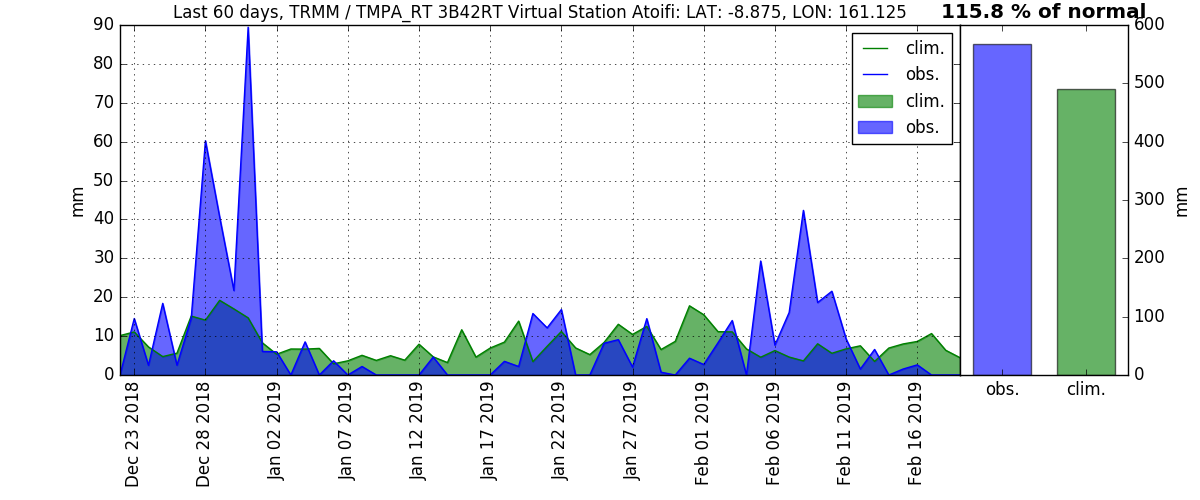 Last 60 days, TRMM / TMPA_RT 3B42RT Virtual Station Atoifi: LAT: -8.875, LON: 161.125
115.8 % of normal
90
80
70
60
50
40
30
20
10
0
mm
clim.
obs.
clim.
obs.
600
500
400
300
200
100
0
mm
obs.
clim.
Dec 23 2018
Dec 28 2018
Jan 02 2019
Jan 07 2019
Jan 12 2019
Jan 17 2019
Jan 22 2019
Jan 27 2019
Feb 01 2019
Feb 06 2019
Feb 11 2019
Feb 16 2019